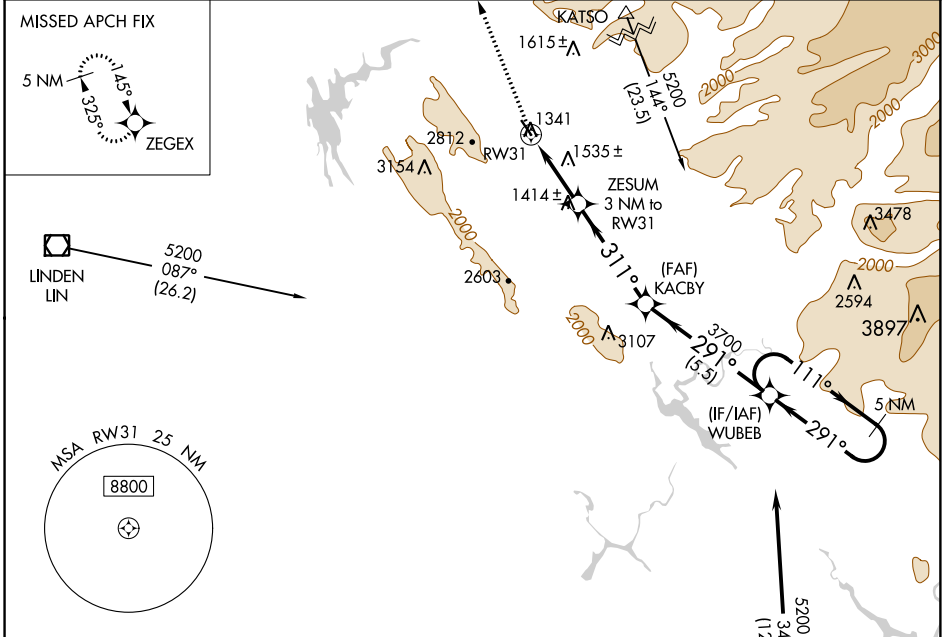 MISSED APCH FIX
5 NM
145°
325°
ZEGEX
KATSO
1615±
5200
144°
(23.5)
2000
3000
2000
2812
1341
RW31
3154
1535±
1414±
ZESUM
3 NM to
RW31
2000
3478
LINDEN
LIN
5200
087°
(26.2)
311°
(FAF)
KACBY
2603
2000
2594
3897
2000
3107
3700
291°
(5.5)
111°
5 NM
(IF/IAF)
WUBEB
291°
MSA RW31 25 NM
8800
5200